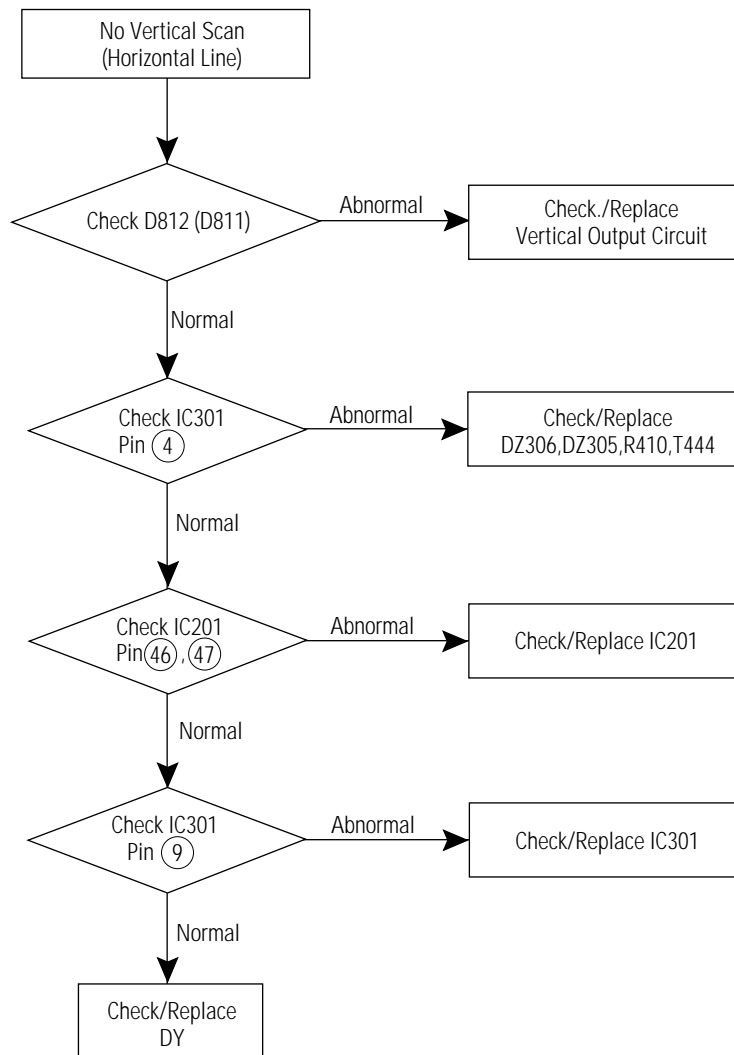 No Vertical Scan
(Horizontal Line)
Check D812 (D811)
Abnormal
Check./Replace
Vertical Output Circuit
Normal
Check IC301
Pin 4
Abnormal
Check/Replace
DZ306,DZ305,R410,T444
Normal
Check IC201
Pin 46 , 47
Abnormal
Check/Replace IC201
Normal
Check IC301
Pin 9
Abnormal
Check/Replace IC301
Normal
Check/Replace
DY